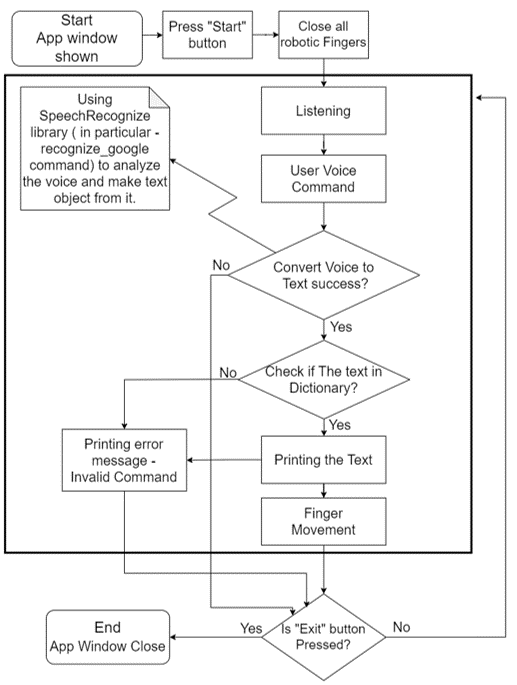 Start
App window
shown
Press "Start"
button
Close all
robotic Fingers
Using
SpeechRecognize
library ( in particular -
recognize_google
command) to analyze
the voice and make text
object from it.
Listening
User Voice
Command
Convert Voice to
Text success?
No
Yes
Check if The text in
Dictionary?
No
Yes
Printing error
message -
Invalid Command
Printing the Text
Finger
Movement
Is "Exit" button
Pressed?
Yes
No
End
App Window Close